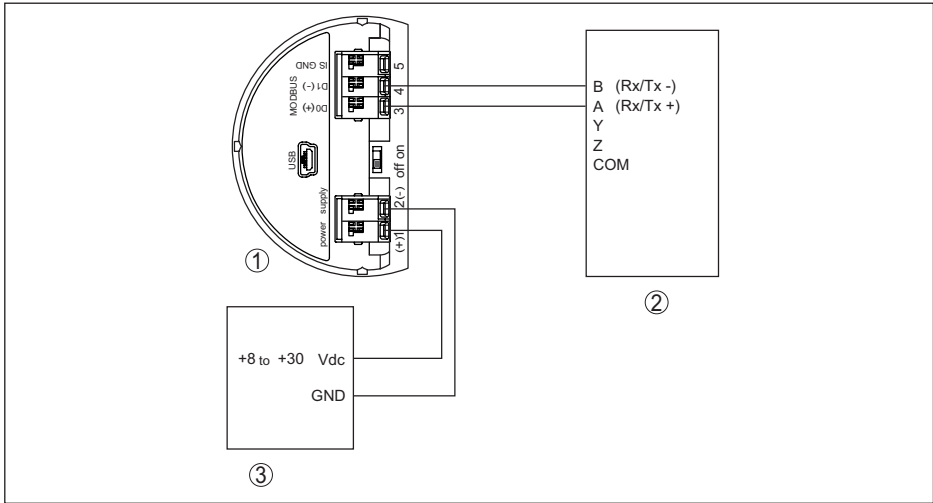 IS GND
MODBUS
D1 (-)
D0 (+)
5
4
3
USB
off on
power supply
2(-)
(+)1
1
B (Rx/Tx -)
A (Rx/Tx +)
Y
Z
COM
2
+8 to +30 Vdc
GND
3